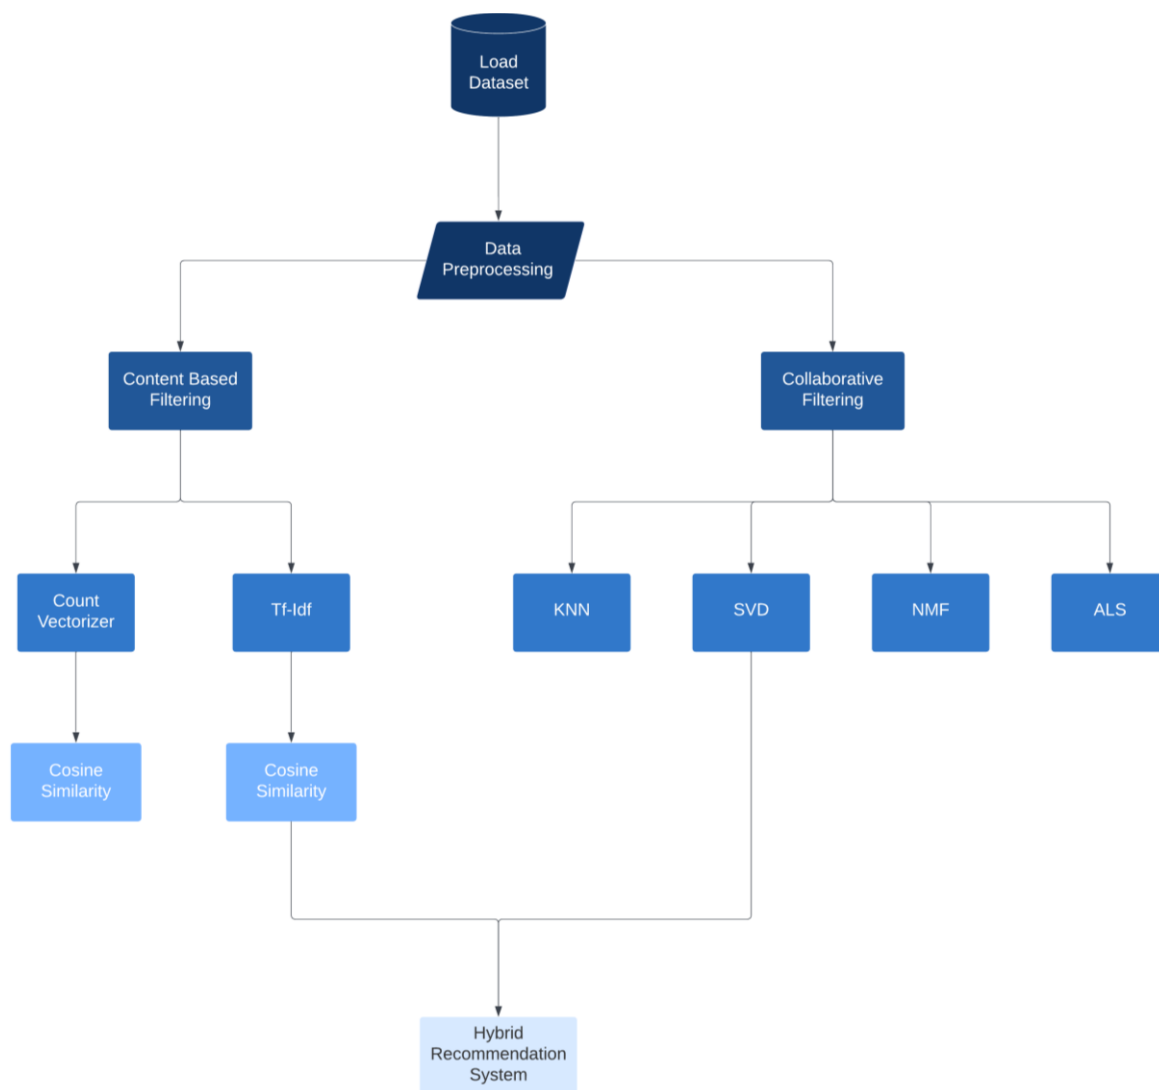 Load
Dataset
Data
Preprocessing
Content Based
Filtering
Collaborative
Filtering
Count
Vectorizer
Tf-Idf
KNN
SVD
NMF
ALS
Cosine
Similarity
Cosine
Similarity
Hybrid
Recommendation
System